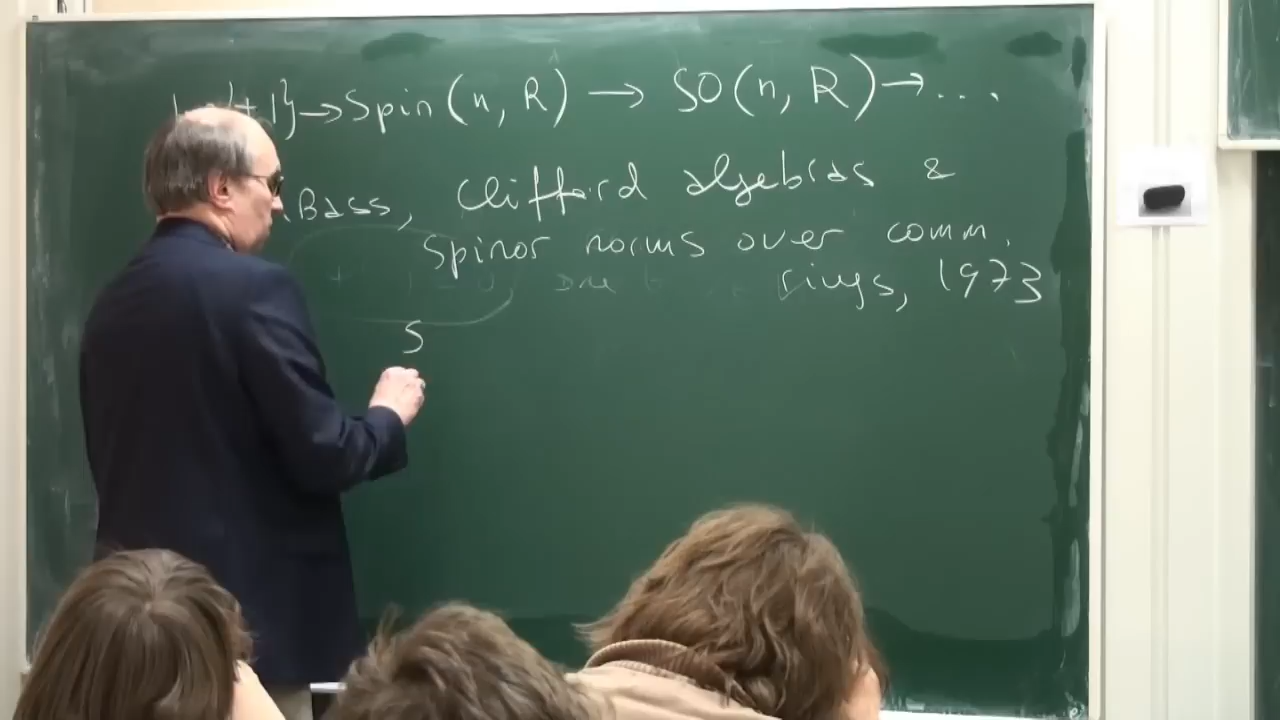 1}→Spin(n, R) → SO(n, R)→...
Bass, Clifford algebras &
spinor norms over comm.
rings, 1973
S